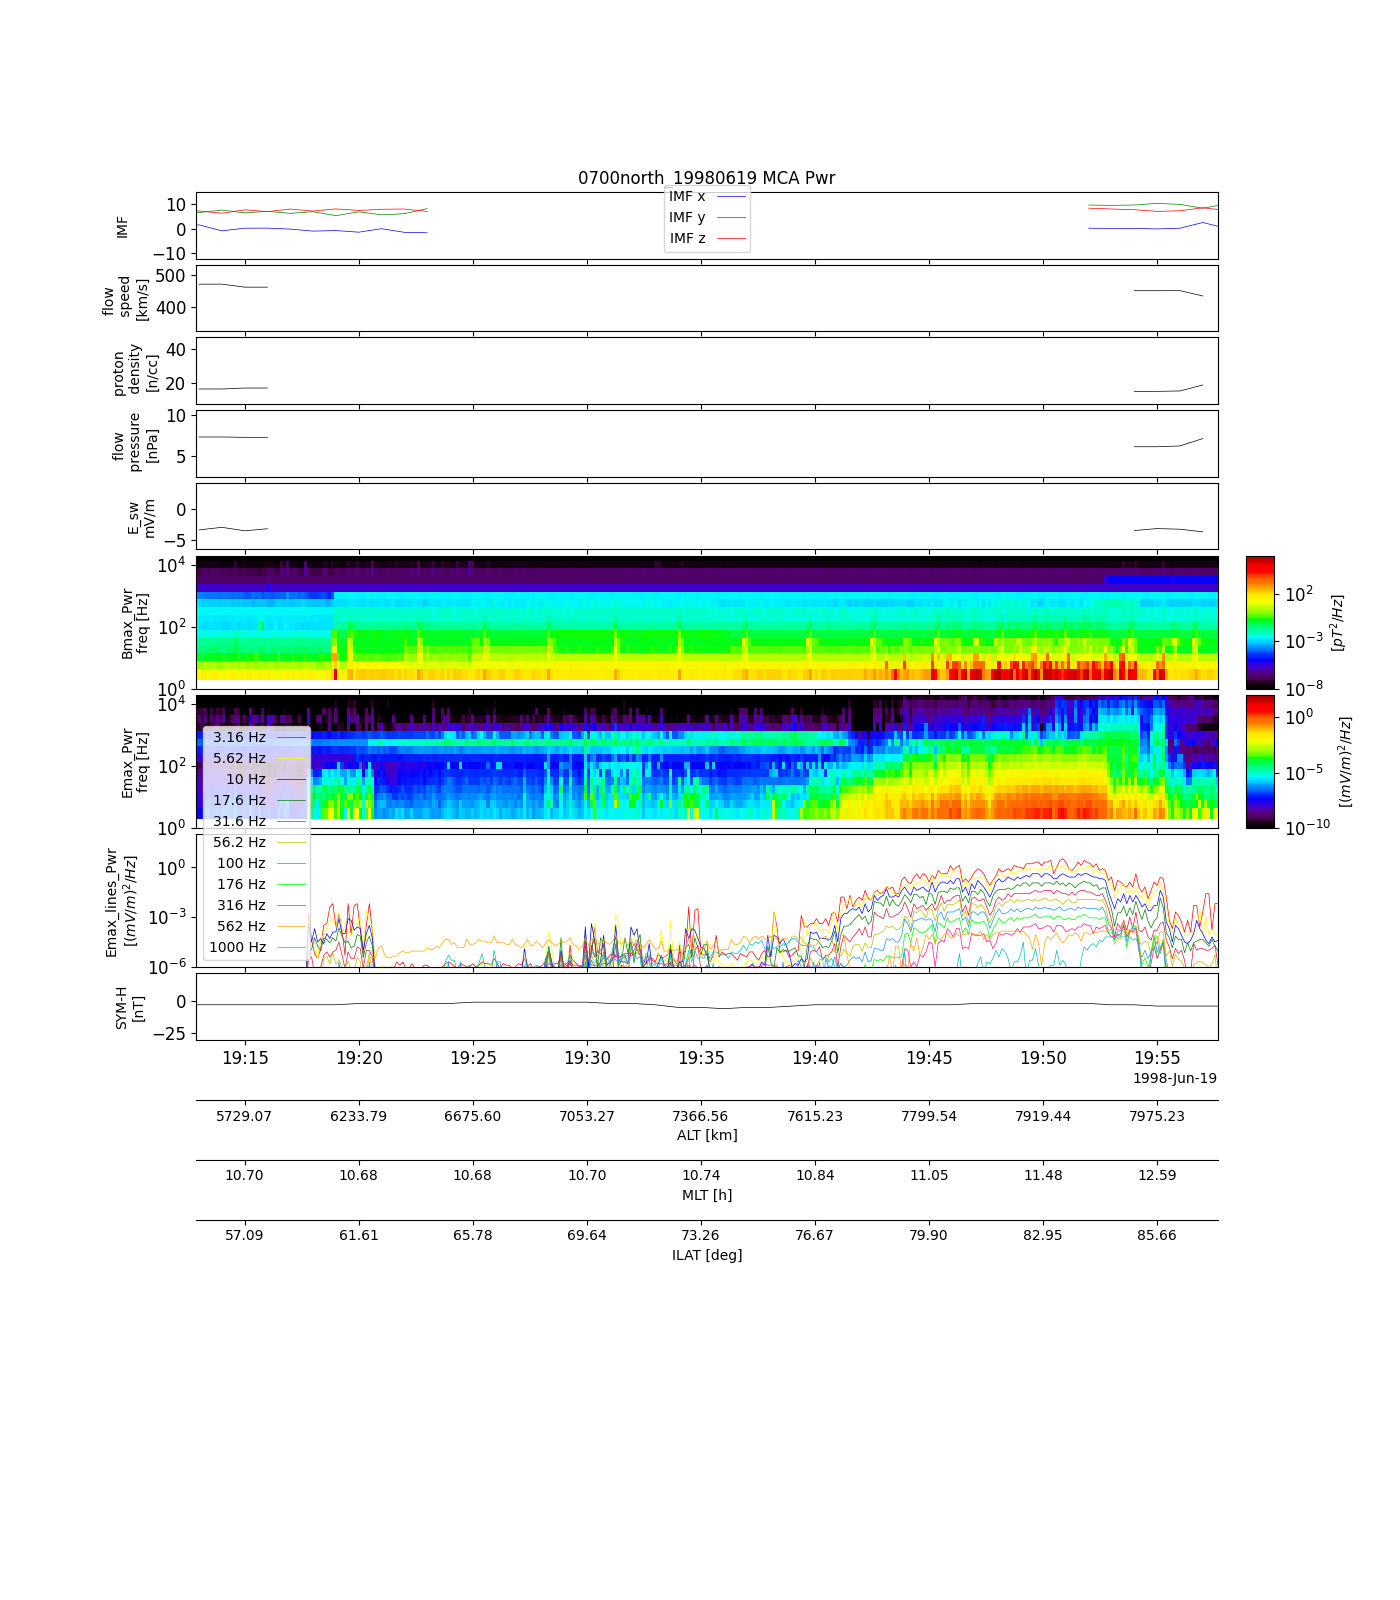 0700north_19980619 MCA Pwr
IMF
10
0
−10
IMF x
IMF y
IMF z
flow
speed
[km/s]
500
400
proton
density
[n/cc]
40
20
flow
pressure
[nPa]
10
5
E_sw
mV/m
0
−5
Bmax_Pwr
freq [Hz]
10^4
10^2
10^0
10^2
10^−3
10^−8
[pT^2/Hz]
Emax_Pwr
freq [Hz]
10^4
10^2
10^0
10^0
10^−5
10^−10
[(mV/m)^2/Hz]
3.16 Hz
5.62 Hz
10 Hz
17.6 Hz
31.6 Hz
56.2 Hz
100 Hz
176 Hz
316 Hz
562 Hz
1000 Hz
Emax_lines_Pwr
[(mV/m)^2/Hz]
10^0
10^−3
10^−6
SYM-H
[nT]
0
−25
19:15 19:20 19:25 19:30 19:35 19:40 19:45 19:50 19:55
1998-Jun-19
5729.07 6233.79 6675.60 7053.27 7366.56 7615.23 7799.54 7919.44 7975.23
ALT [km]
10.70 10.68 10.68 10.70 10.74 10.84 11.05 11.48 12.59
MLT [h]
57.09 61.61 65.78 69.64 73.26 76.67 79.90 82.95 85.66
ILAT [deg]